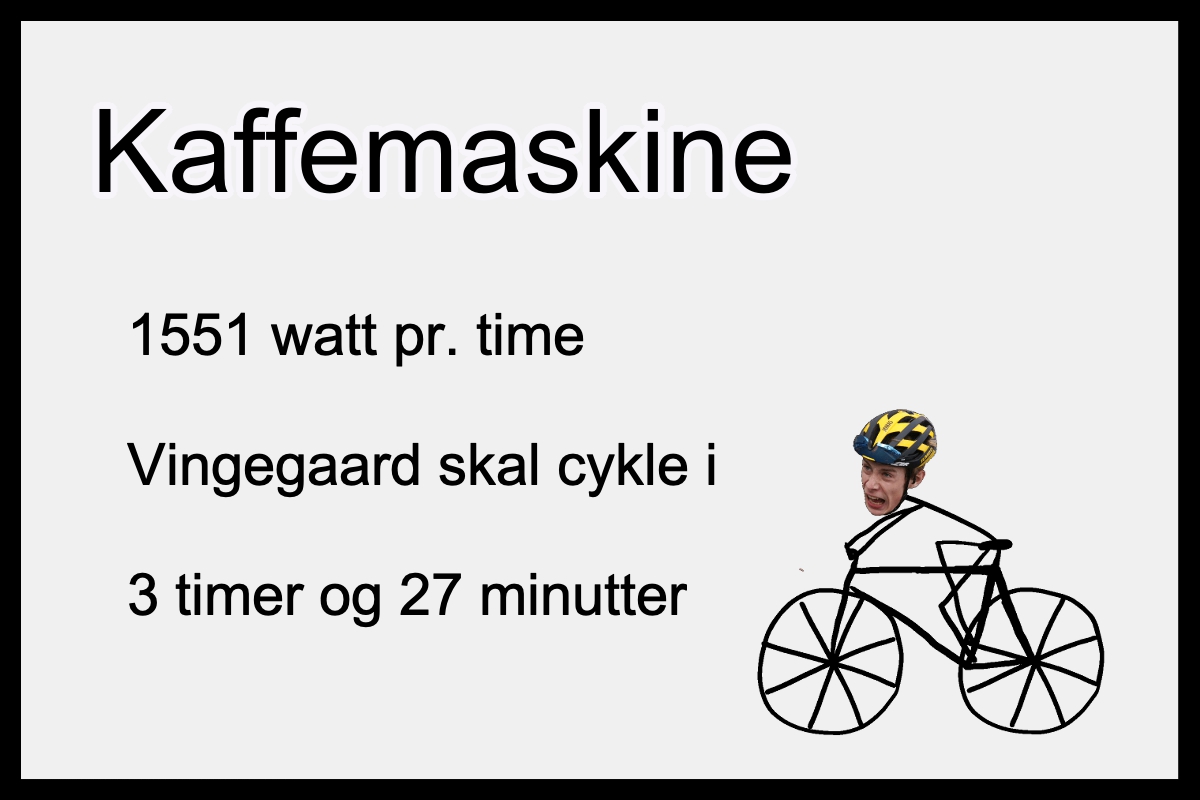 Kaffemaskine
1551 watt pr. time
Vingegaard skal cykle i
3 timer og 27 minutter